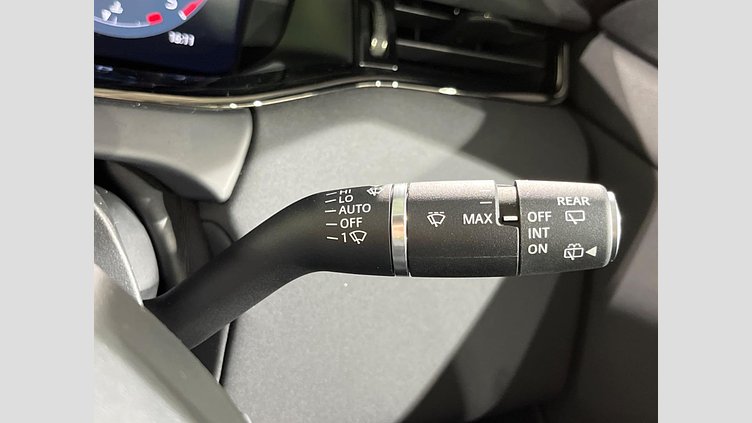 HI
LO
AUTO
OFF
1
MAX
REAR
OFF
INT
ON